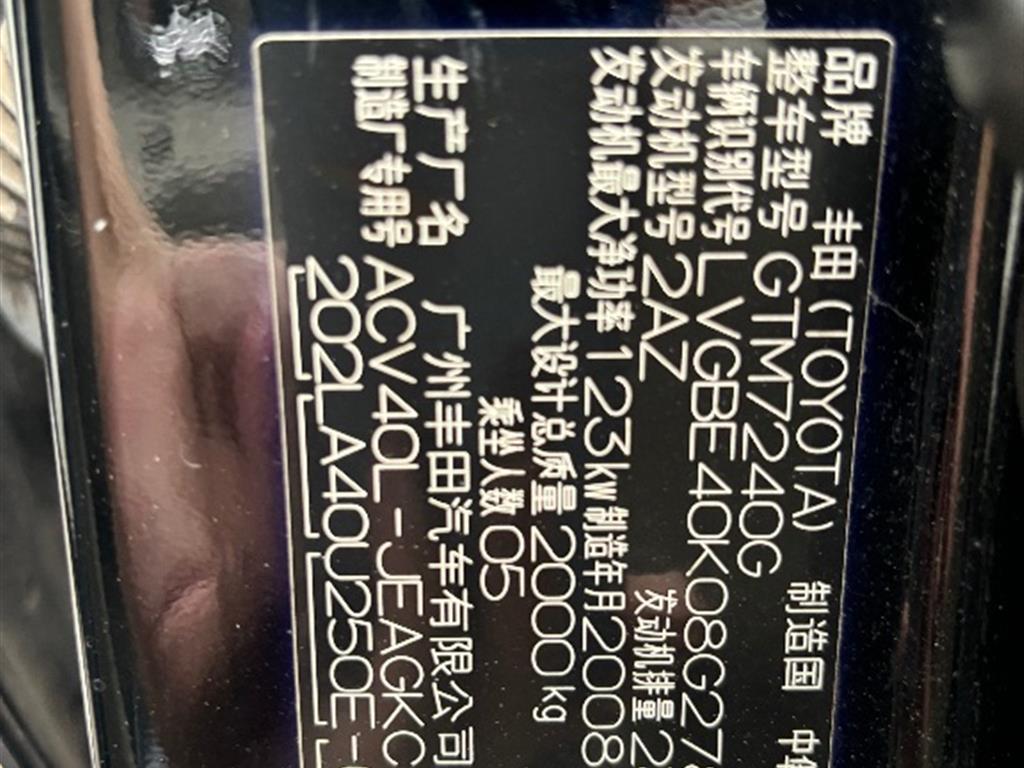 品牌 丰田(TOYOTA) 制造国 中
整车型号 GTM7240G
车辆识别代号 LVGBE40K08G27
发动机型号 2AZ 发动机排量 2
发动机最大净功率 123kw 制造年月 2008
最大设计总质量 2000kg
乘坐人数 05
生产厂名 广州丰田汽车有限公司
制造厂专用号 ACV40L-JEAGKC
202LA40U250E-